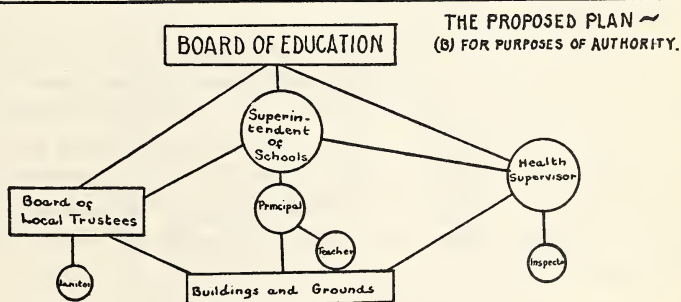 THE PROPOSED PLAN ~
(B) FOR PURPOSES OF AUTHORITY.
BOARD OF EDUCATION
Superin-
tendent
of
Schools
Health
Supervisor
Board of
Local Trustees
Principal
Teacher
Janitor
Inspector
Buildings and Grounds